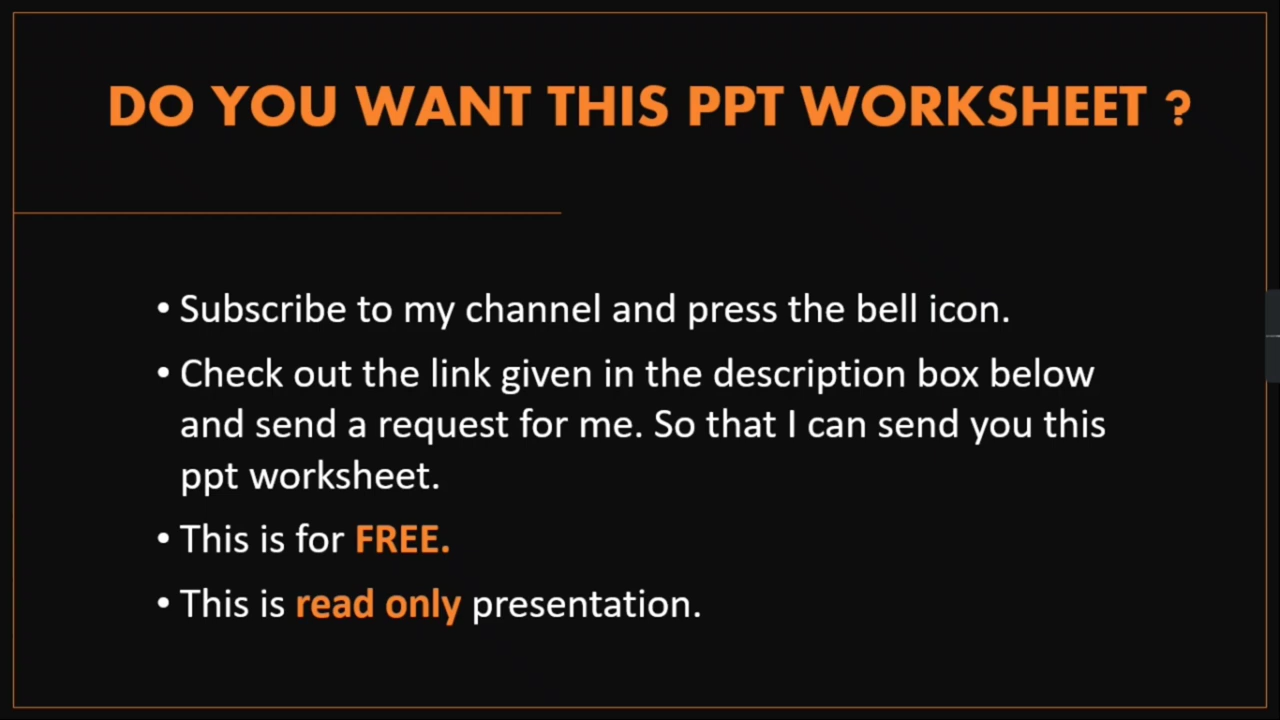 DO YOU WANT THIS PPT WORKSHEET ?
• Subscribe to my channel and press the bell icon.
• Check out the link given in the description box below
and send a request for me. So that I can send you this
ppt worksheet.
• This is for FREE.
• This is read only presentation.